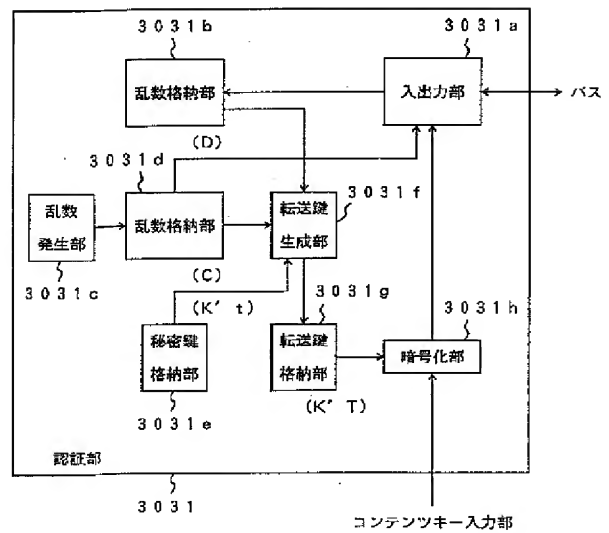 3031b
3031a
乱数格納部
入出力部
バス
(D)
3031d
3031f
乱数
発生部
乱数格納部
転送鍵
生成部
3031c
(C)
(K' t)
3031g
3031h
秘密鍵
格納部
転送鍵
格納部
暗号化部
(K' T)
3031e
認証部
3031
コンテンツキー入力部